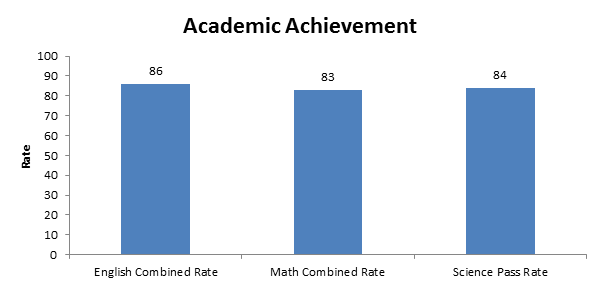 Academic Achievement
100
90
80
70
60
50
40
30
20
10
0
Rate
86
83
84
English Combined Rate
Math Combined Rate
Science Pass Rate